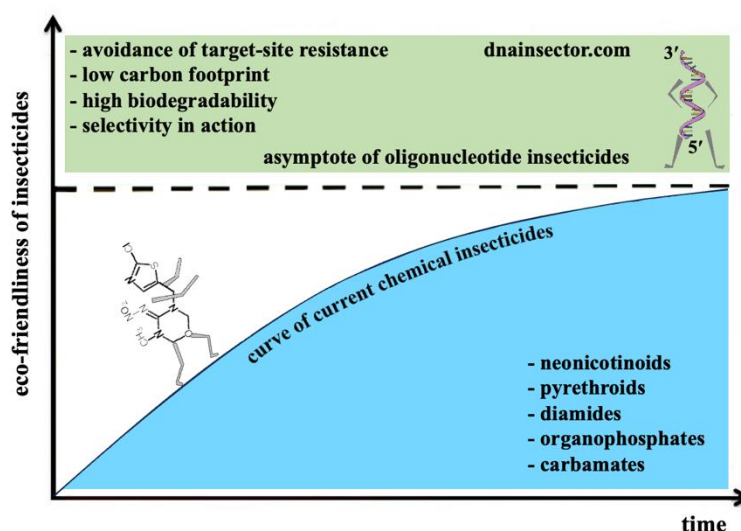 - avoidance of target-site resistance
dnainsector.com
- low carbon footprint
- high biodegradability
- selectivity in action
3'
5'
asymptote of oligonucleotide insecticides
eco-friendliness of insecticides
curve of current chemical insecticides
- neonicotinoids
- pyrethroids
- diamides
- organophosphates
- carbamates
time